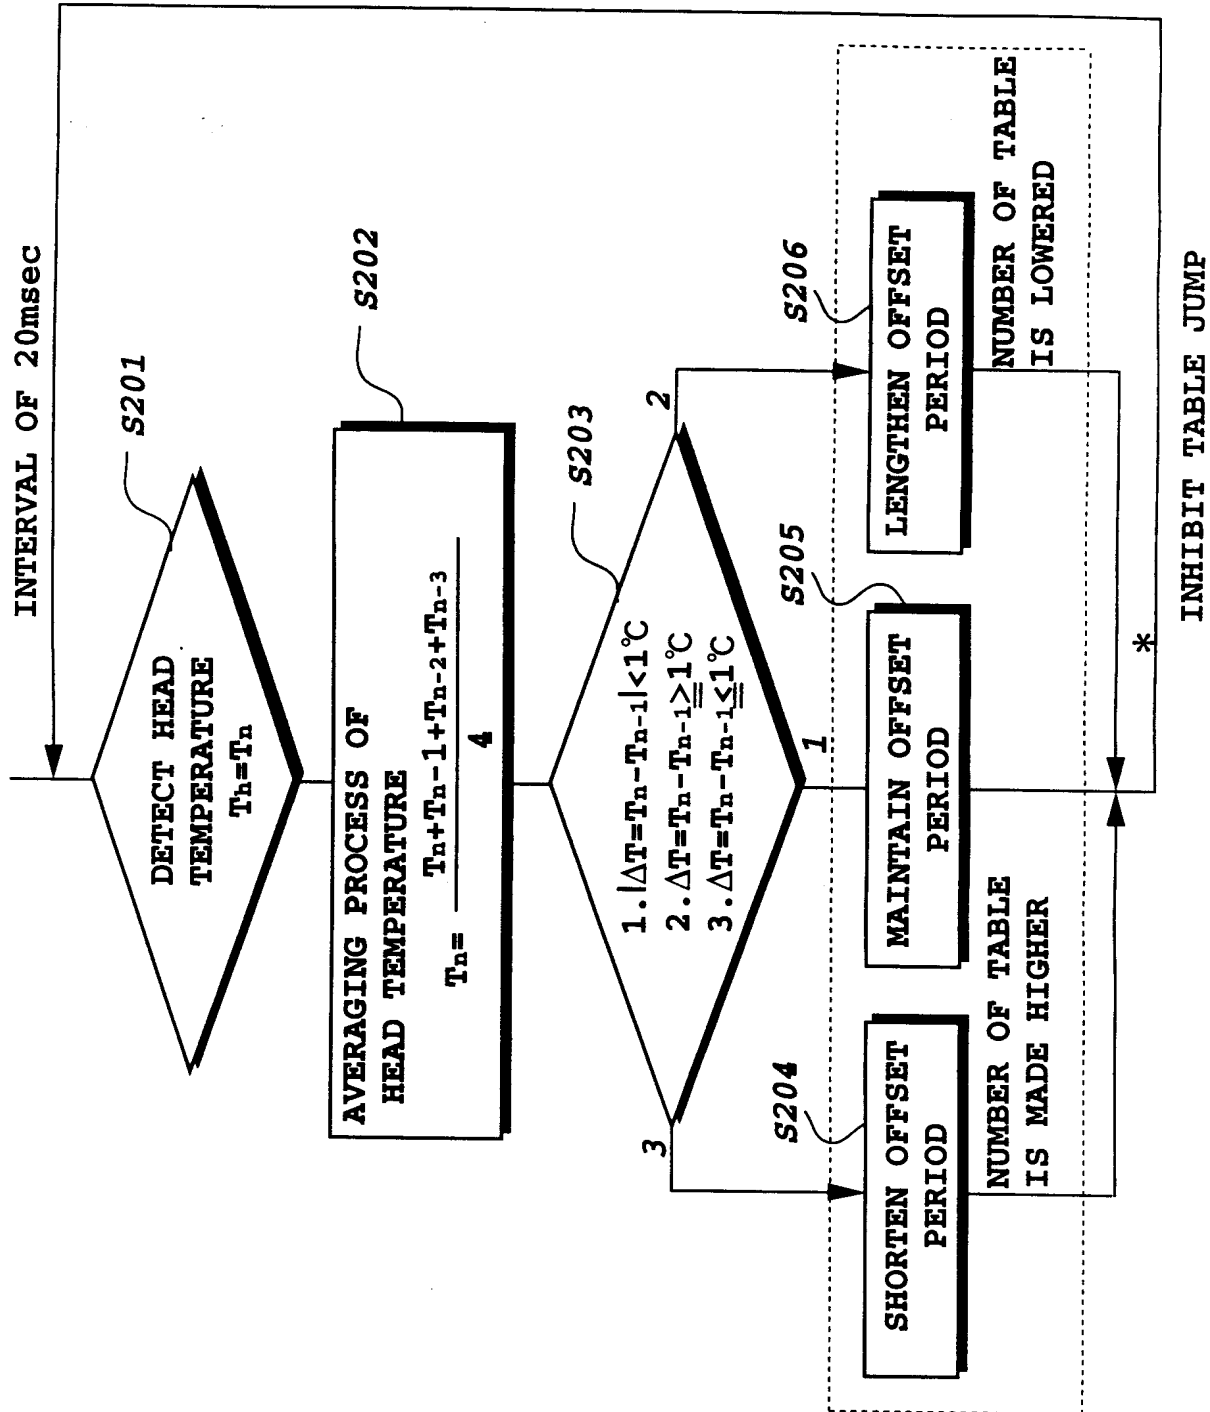 INTERVAL OF 20msec
S201
DETECT HEAD
TEMPERATURE
Th=Tn
S202
AVERAGING PROCESS OF
HEAD TEMPERATURE
Tn= Tn+Tn-1+Tn-2+Tn-3
4
S203
1.|ΔT=Tn-Tn-1|<1℃
2.ΔT=Tn-Tn-1≧1℃
3.ΔT=Tn-Tn-1≦1℃
3
1
2
S204
SHORTEN OFFSET
PERIOD
S205
MAINTAIN OFFSET
PERIOD
S206
LENGTHEN OFFSET
PERIOD
NUMBER OF TABLE
IS MADE HIGHER
NUMBER OF TABLE
IS LOWERED
*
INHIBIT TABLE JUMP